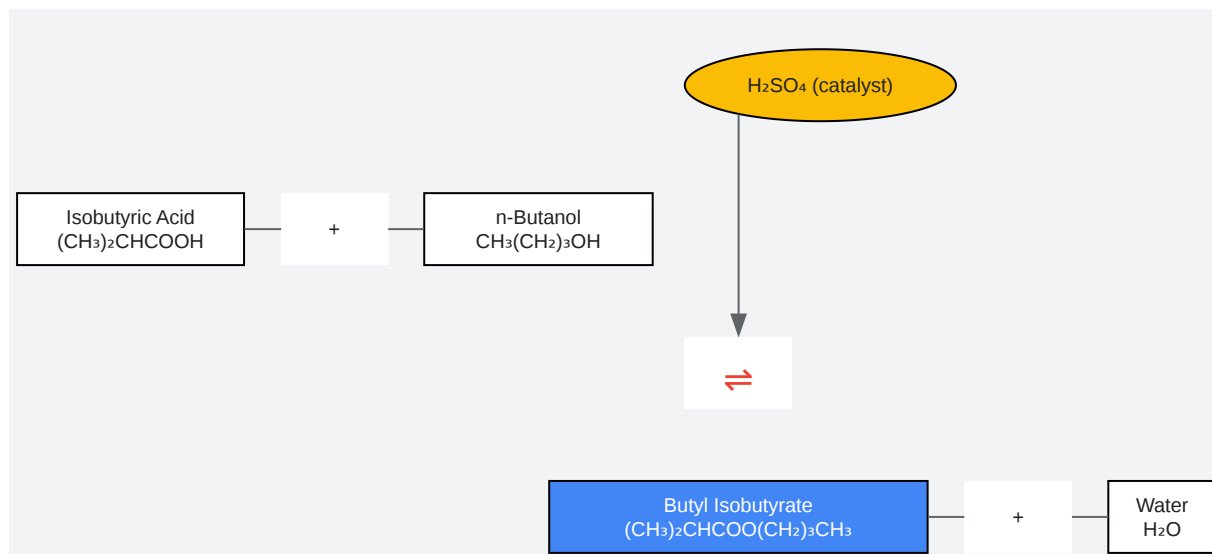 H₂SO₄ (catalyst)
Isobutyric Acid
(CH₃)₂CHCOOH
+
n-Butanol
CH₃(CH₂)₃OH
⇌
Butyl Isobutyrate
(CH₃)₂CHCOO(CH₂)₃CH₃
+
Water
H₂O